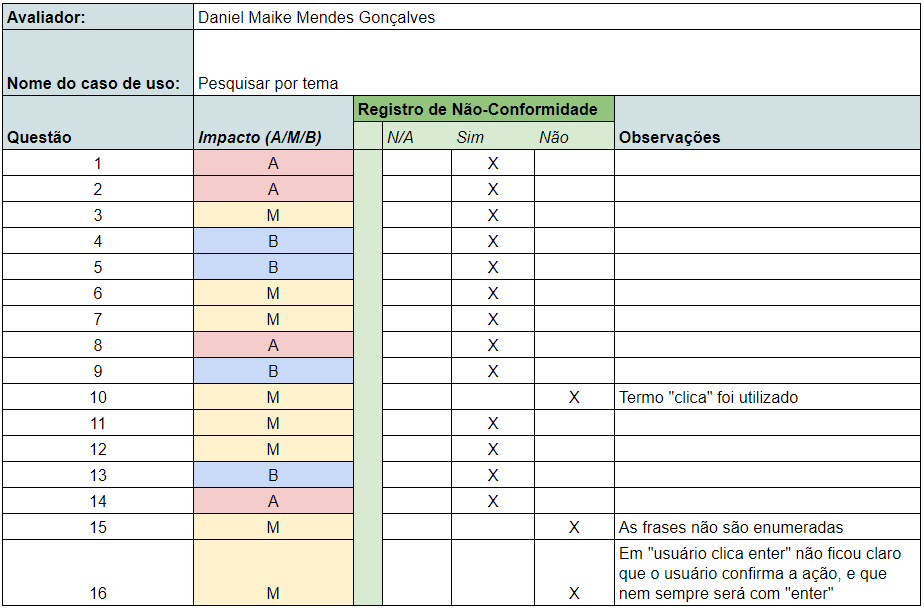 Avaliador: Daniel Maike Mendes Gonçalves
Nome do caso de uso: Pesquisar por tema
Registro de Não-Conformidade
Questão Impacto (A/M/B) N/A Sim Não Observações
1 A X
2 A X
3 M X
4 B X
5 B X
6 M X
7 M X
8 A X
9 B X
10 M X Termo "clica" foi utilizado
11 M X
12 M X
13 B X
14 A X
15 M X As frases não são enumeradas
Em "usuário clica enter" não ficou claro
que o usuário confirma a ação, e que
16 M X nem sempre será com "enter"